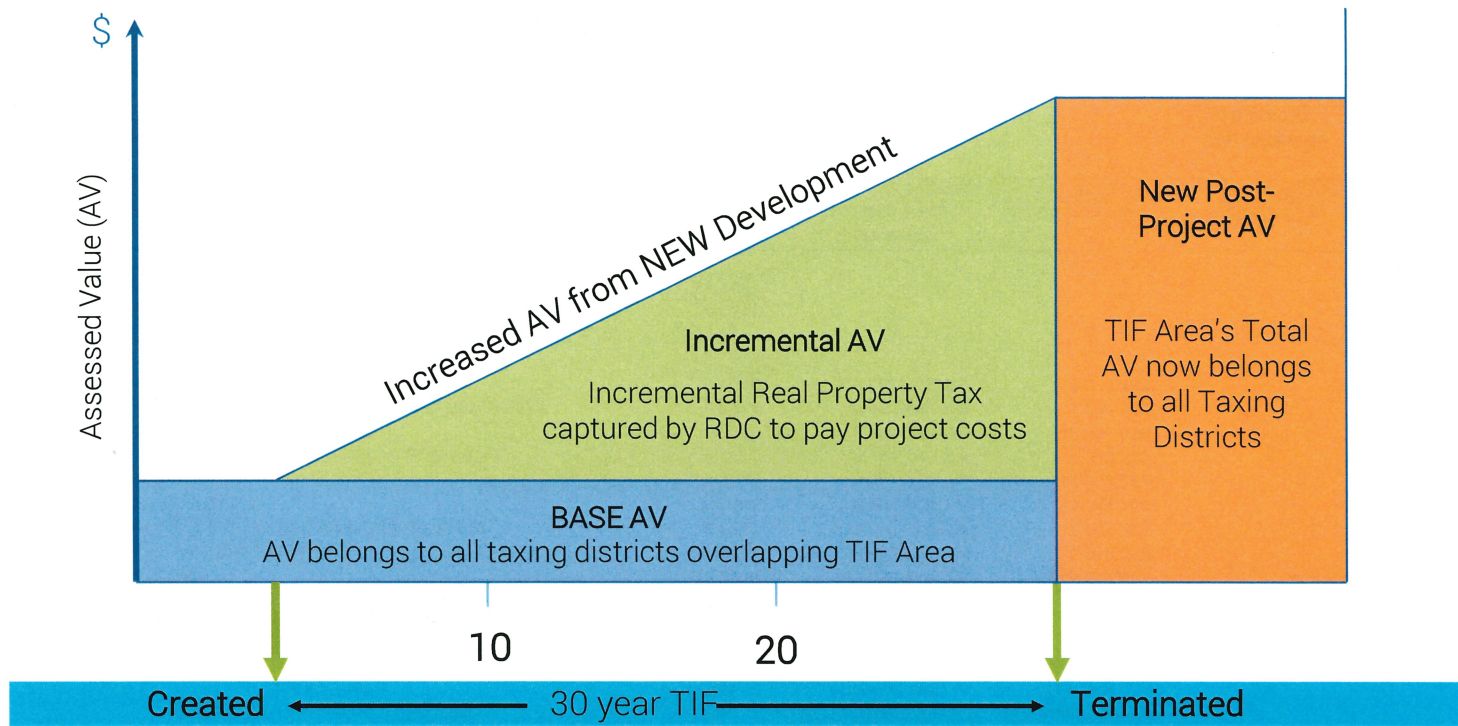 $
Assessed Value (AV)
Increased AV from NEW Development
Incremental AV
Incremental Real Property Tax
captured by RDC to pay project costs
New Post-
Project AV
TIF Area's Total
AV now belongs
to all Taxing
Districts
BASE AV
AV belongs to all taxing districts overlapping TIF Area
10
20
Created
30 year TIF
Terminated